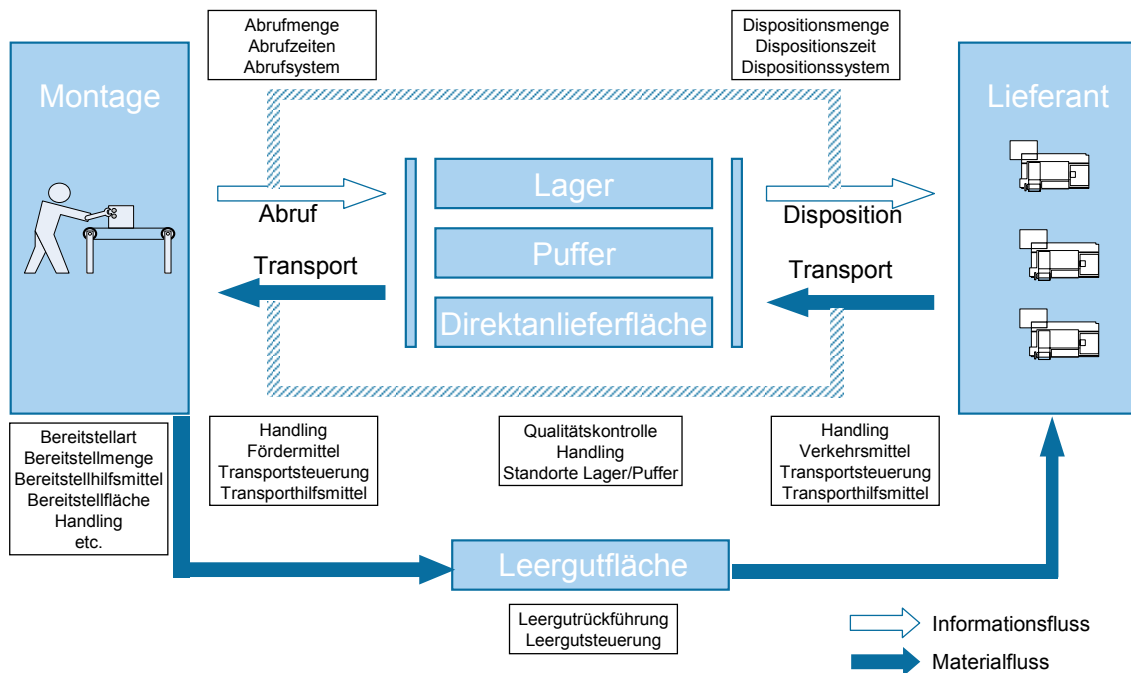 Abrufmenge
Abrufzeiten
Abrufsystem
Dispositionsmenge
Dispositionszeit
Dispositionssystem
Montage
Lieferant
Lager
Abruf
Disposition
Puffer
Transport
Transport
Direktanlieferfläche
Bereitstellart
Bereitstellmenge
Bereitstellhilfsmittel
Bereitstellfläche
Handling
etc.
Handling
Fördermittel
Transportsteuerung
Transporthilfsmittel
Qualitätskontrolle
Handling
Standorte Lager/Puffer
Handling
Verkehrsmittel
Transportsteuerung
Transporthilfsmittel
Leergutfläche
Leergutrückführung
Leergutsteuerung
Informationsfluss
Materialfluss